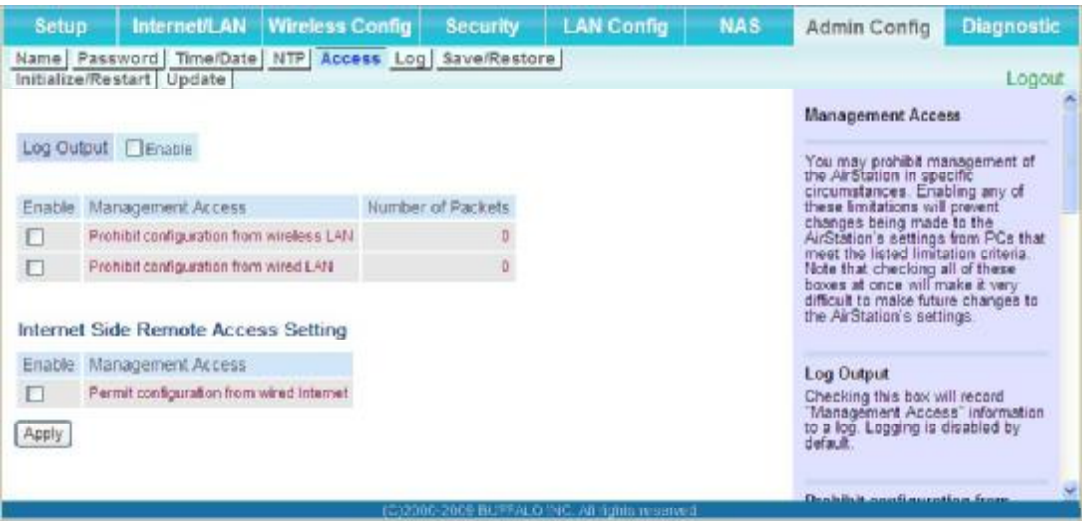 Setup Internet/LAN Wireless Config Security LAN Config NAS Admin Config Diagnostic
Name Password Time/Date NTP Access Log Save/Restore
Initialize/Restart Update
Logout
Log Output Enable
Enable Management Access Number of Packets
Prohibit configuration from wireless LAN 0
Prohibit configuration from wired LAN 0
Internet Side Remote Access Setting
Enable Management Access
Permit configuration from wired Internet
Apply
Management Access
You may prohibit management of
the AirStation in specific
circumstances. Enabling any of
these limitations will prevent
changes being made to the
AirStation's settings from PCs that
meet the listed limitation criteria.
Note that checking all of these
boxes at once will make it very
difficult to make future changes to
the AirStation's settings.
Log Output
Checking this box will record
"Management Access" information
to a log. Logging is disabled by
default.
Prohibit configuration from
(C)2000-2009 BUFFALO INC. All rights reserved.